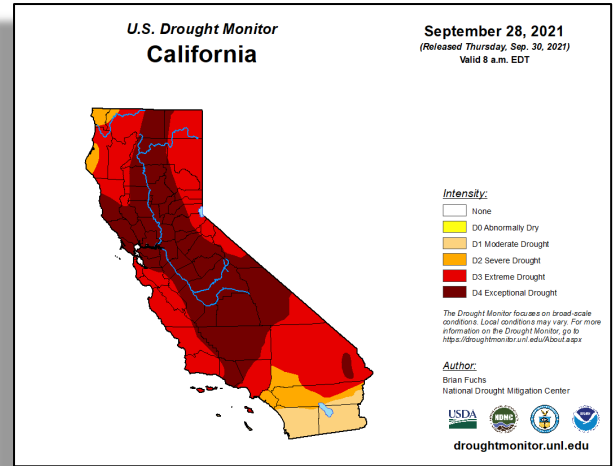 U.S. Drought Monitor
California
September 28, 2021
(Released Thursday, Sep. 30, 2021)
Valid 8 a.m. EDT
Intensity:
None
D0 Abnormally Dry
D1 Moderate Drought
D2 Severe Drought
D3 Extreme Drought
D4 Exceptional Drought
The Drought Monitor focuses on broad-scale
conditions. Local conditions may vary. For more
information on the Drought Monitor, go to
https://droughtmonitor.unl.edu/About.aspx
Author:
Brian Fuchs
National Drought Mitigation Center
USDA
NDMC
droughtmonitor.unl.edu